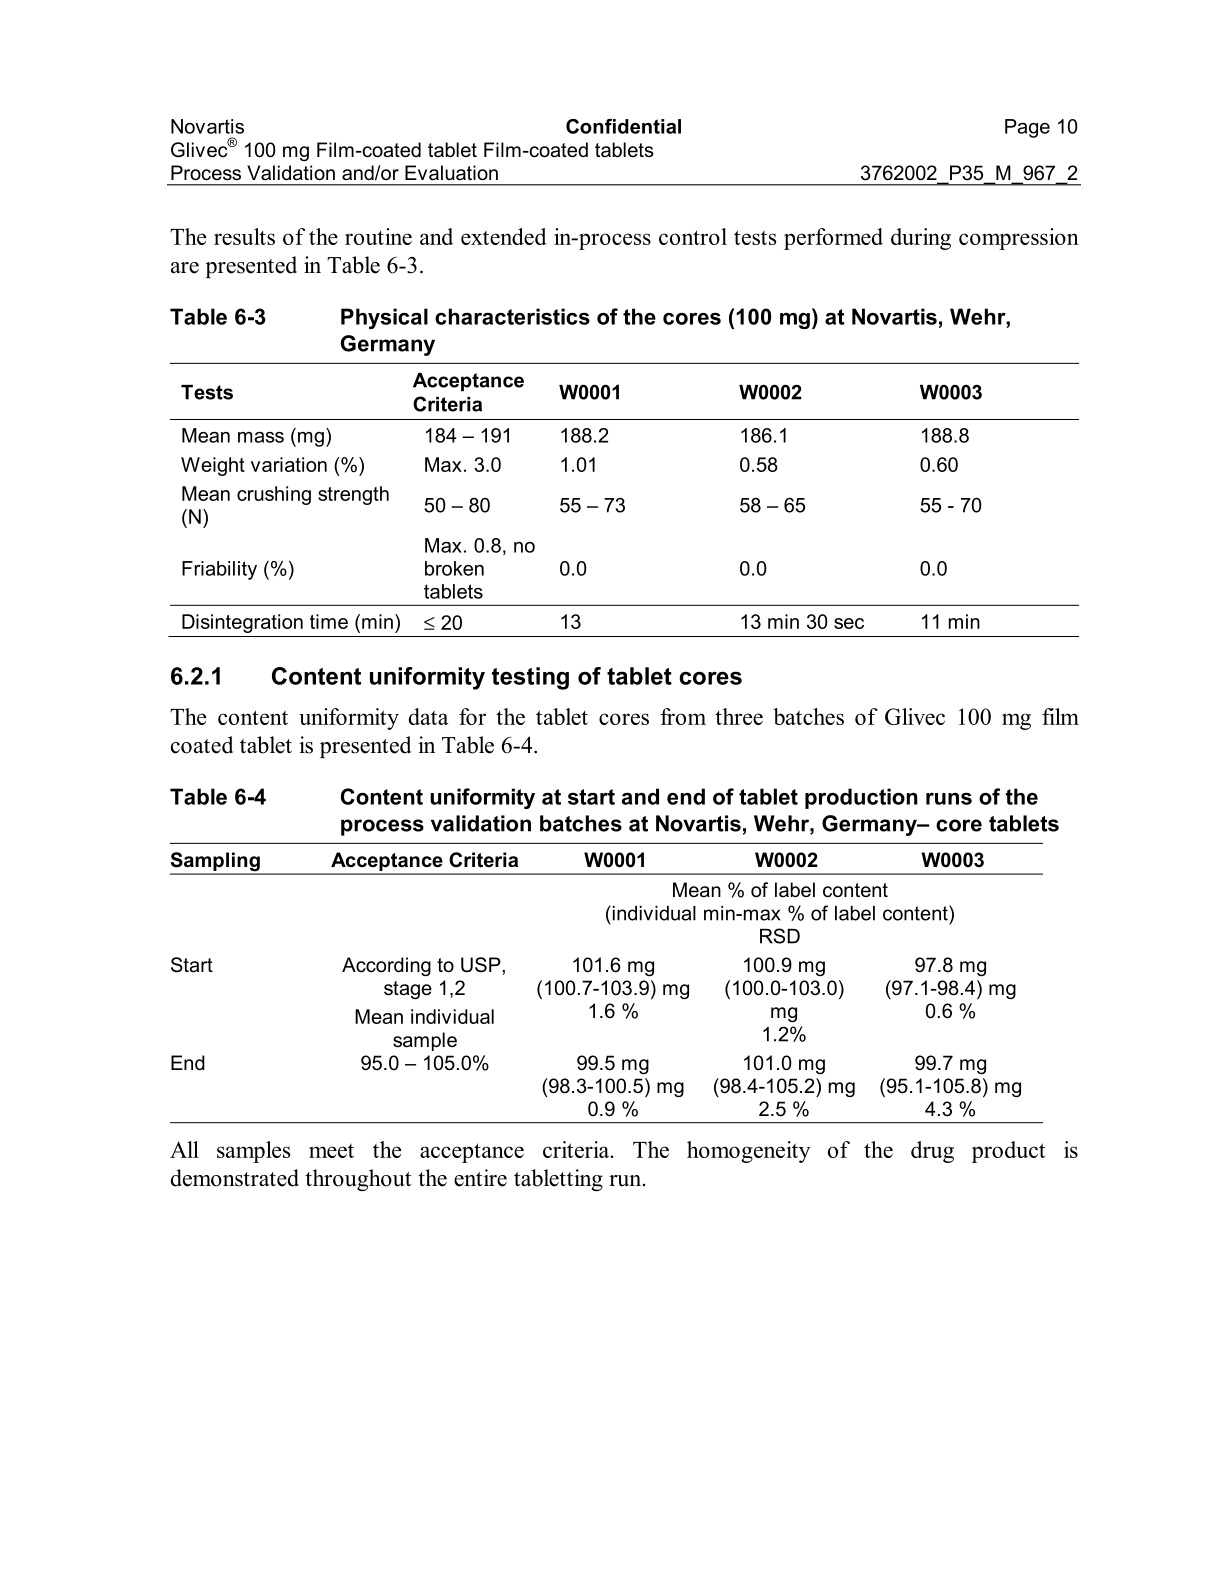 Novartis Confidential Page 10
Glivec® 100 mg Film-coated tablet Film-coated tablets
Process Validation and/or Evaluation 3762002_P35_M_967_2
The results of the routine and extended in-process control tests performed during compression
are presented in Table 6-3.
Table 6-3 Physical characteristics of the cores (100 mg) at Novartis, Wehr,
Germany
Tests Acceptance Criteria W0001 W0002 W0003
Mean mass (mg) 184 – 191 188.2 186.1 188.8
Weight variation (%) Max. 3.0 1.01 0.58 0.60
Mean crushing strength (N) 50 – 80 55 – 73 58 – 65 55 - 70
Friability (%) Max. 0.8, no broken tablets 0.0 0.0 0.0
Disintegration time (min) ≤ 20 13 13 min 30 sec 11 min
6.2.1 Content uniformity testing of tablet cores
The content uniformity data for the tablet cores from three batches of Glivec 100 mg film
coated tablet is presented in Table 6-4.
Table 6-4 Content uniformity at start and end of tablet production runs of the
process validation batches at Novartis, Wehr, Germany– core tablets
Sampling Acceptance Criteria W0001 W0002 W0003
Mean % of label content
(individual min-max % of label content)
RSD
Start According to USP, 101.6 mg 100.9 mg 97.8 mg
stage 1,2 (100.7-103.9) mg (100.0-103.0) (97.1-98.4) mg
Mean individual 1.6 % mg 0.6 %
sample 1.2%
End 95.0 – 105.0% 99.5 mg 101.0 mg 99.7 mg
(98.3-100.5) mg (98.4-105.2) mg (95.1-105.8) mg
0.9 % 2.5 % 4.3 %
All samples meet the acceptance criteria. The homogeneity of the drug product is
demonstrated throughout the entire tabletting run.